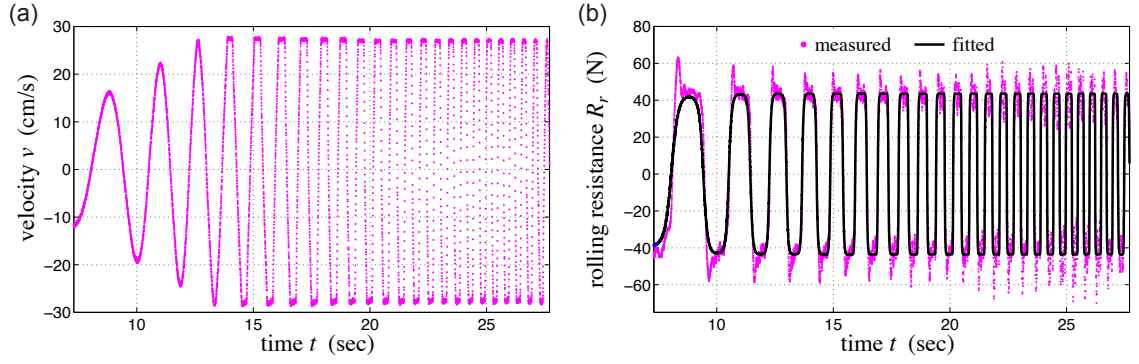 (a)
velocity v (cm/s)
30
20
10
0
−10
−20
−30
10
15
20
25
time t (sec)
(b)
rolling resistance R_r (N)
measured
fitted
60
40
20
0
−20
−40
−60
10
15
20
25
time t (sec)